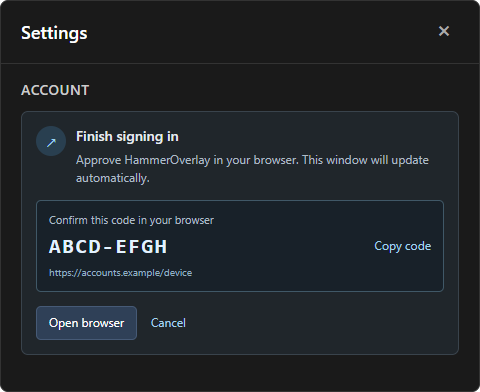 Settings
ACCOUNT
Finish signing in
Approve HammerOverlay in your browser. This window will update
automatically.
Confirm this code in your browser
ABCD-EFGH
Copy code
https://accounts.example/device
Open browser
Cancel